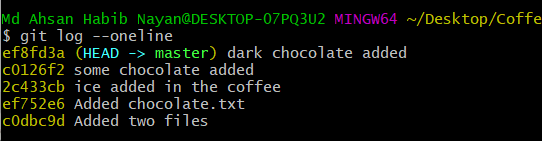 Md Ahsan Habib Nayan@DESKTOP-O7PQ3U2 MINGW64 ~/Desktop/Coffe
$ git log --oneline
ef8fd3a (HEAD -> master) dark chocolate added
c0126f2 some chocolate added
2c433cb ice added in the coffee
ef752e6 Added chocolate.txt
c0dbc9d Added two files